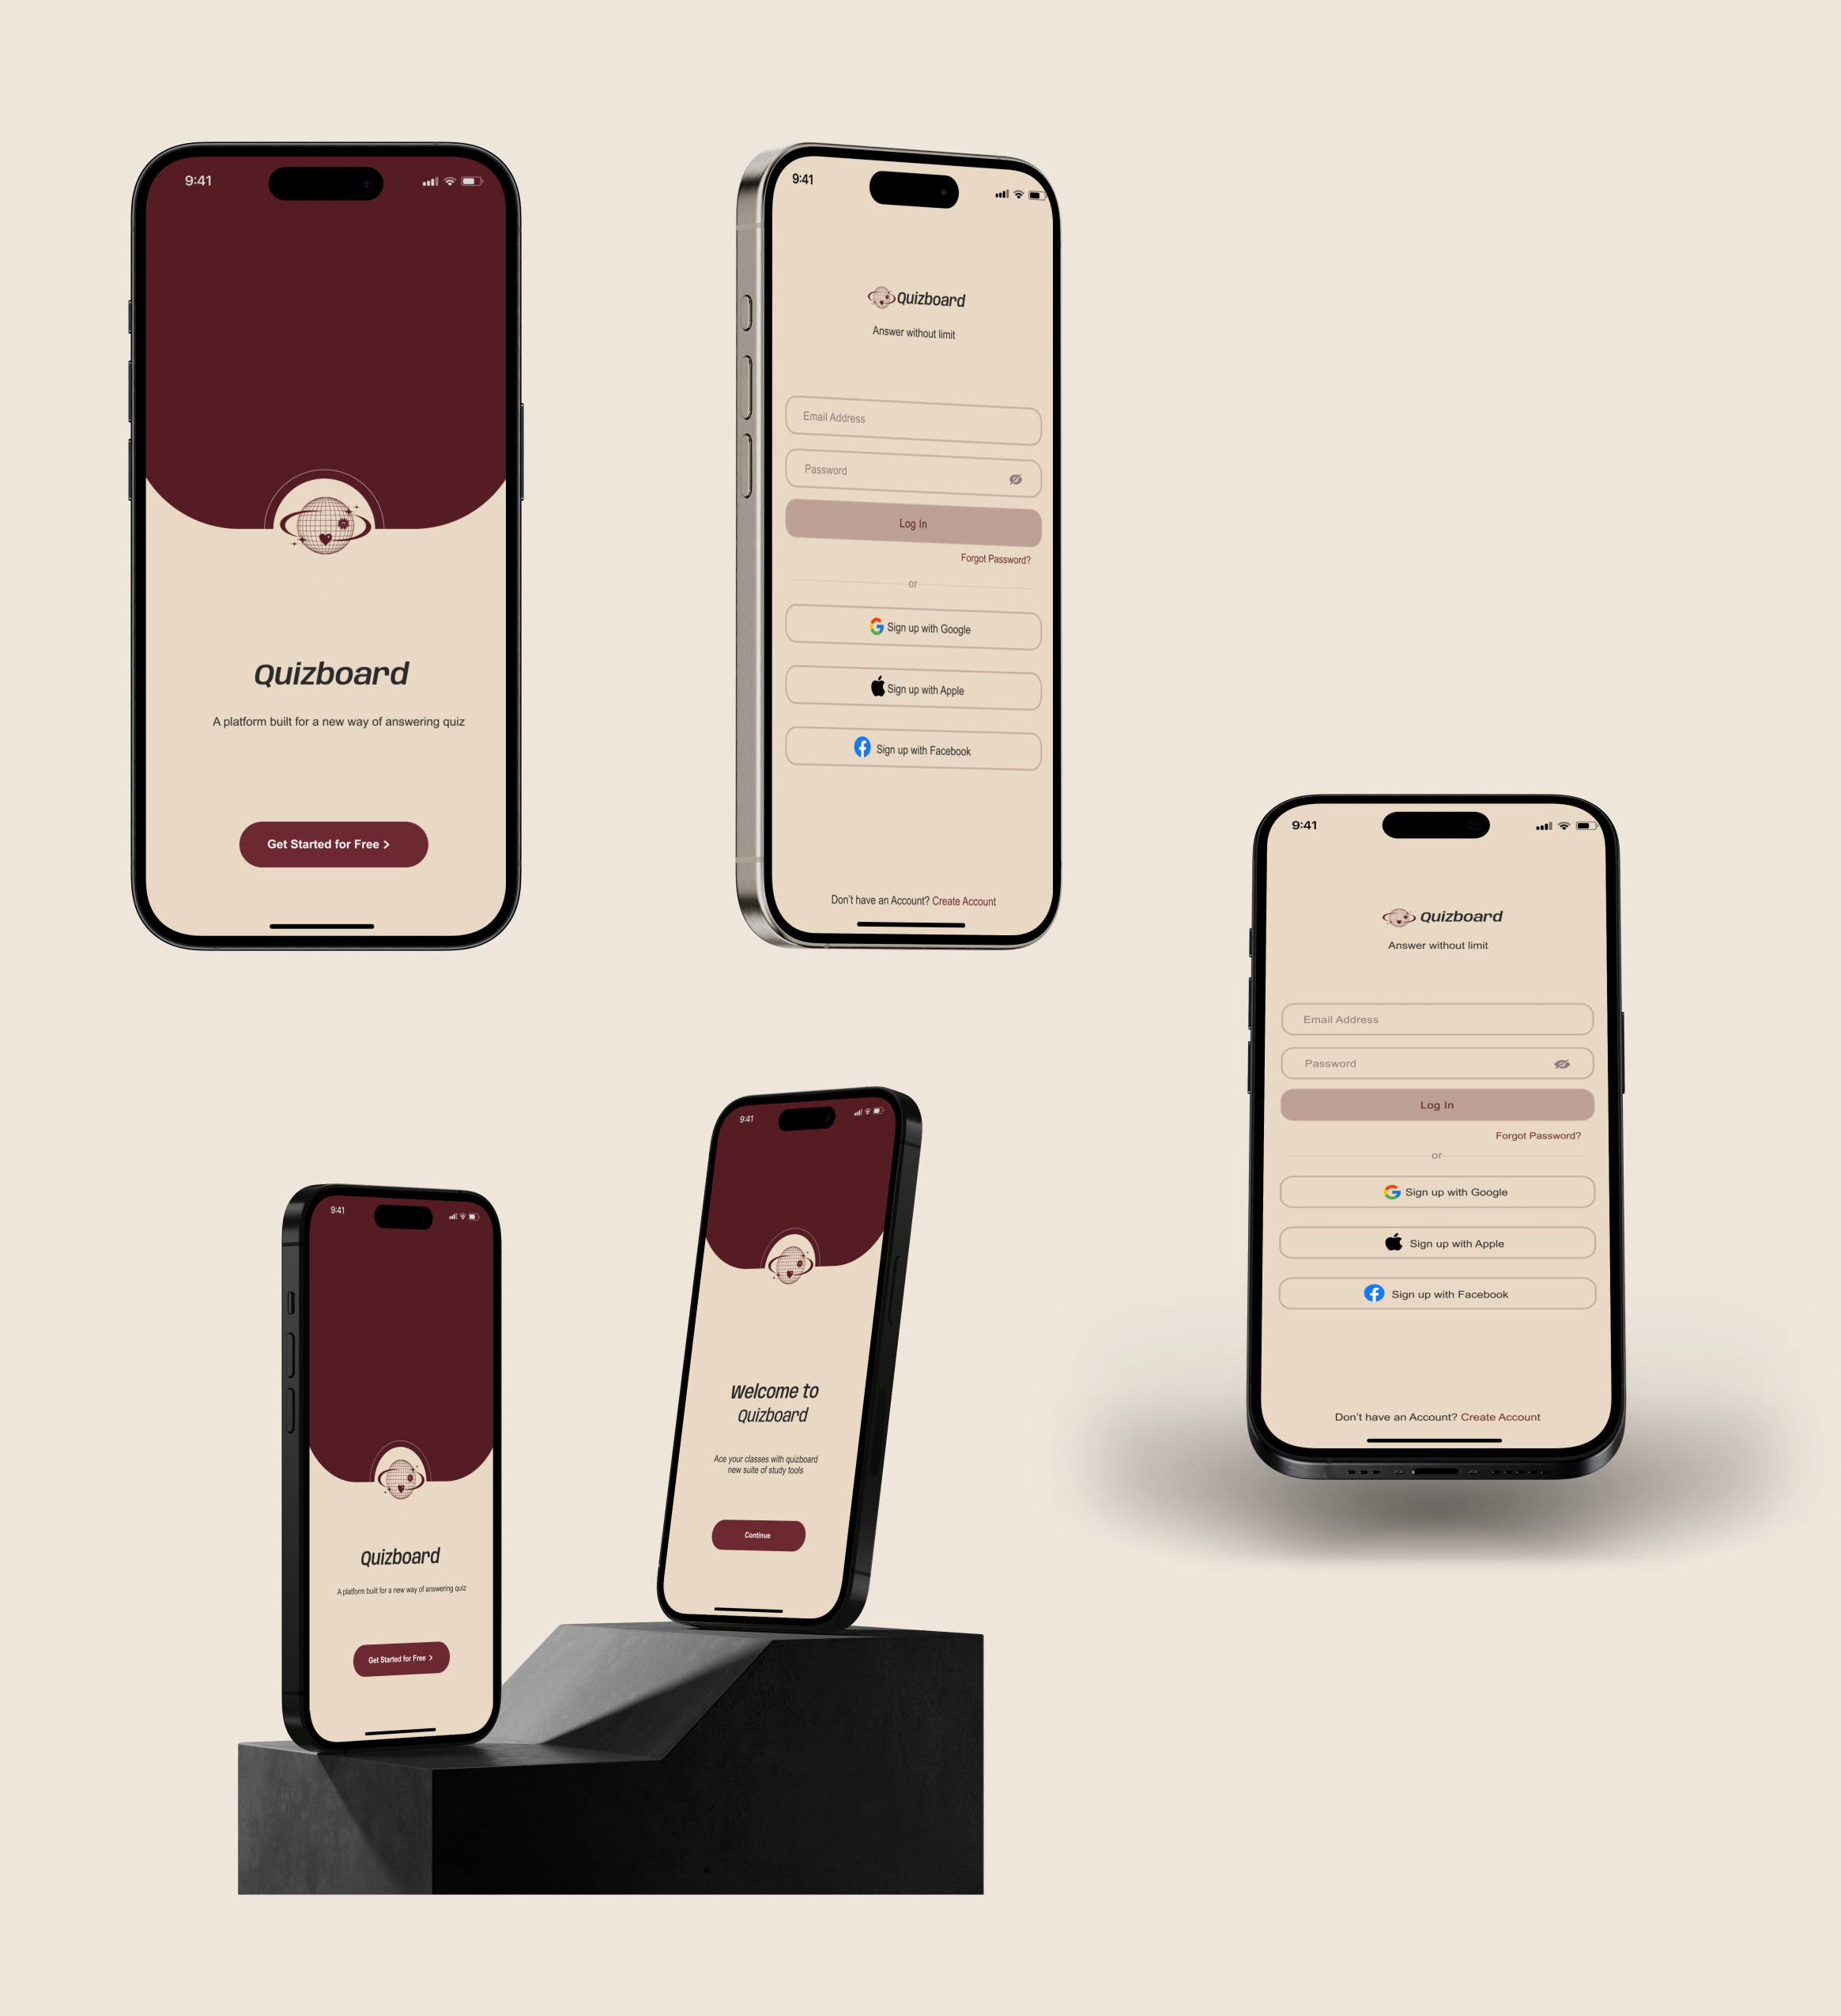 9:41
Quizboard
A platform built for a new way of answering quiz
Get Started for Free >
9:41
Quizboard
Answer without limit
Email Address
Password
Log In
Forgot Password?
or
Sign up with Google
Sign up with Apple
Sign up with Facebook
Don't have an Account? Create Account
9:41
Quizboard
Answer without limit
Email Address
Password
Log In
Forgot Password?
or
Sign up with Google
Sign up with Apple
Sign up with Facebook
Don't have an Account? Create Account
9:41
Quizboard
A platform built for a new way of answering quiz
Get Started for Free >
9:41
Welcome to
Quizboard
Ace your classes with quizboard
new suite of study tools
Continue